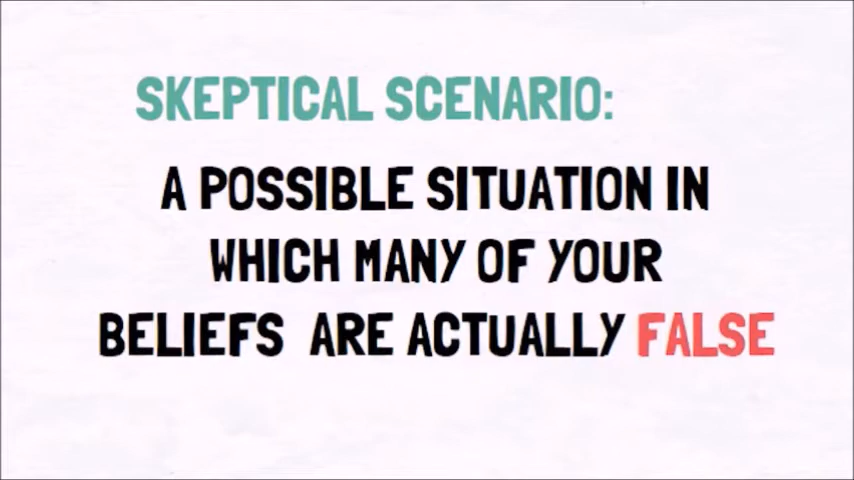 SKEPTICAL SCENARIO:
A POSSIBLE SITUATION IN
WHICH MANY OF YOUR
BELIEFS ARE ACTUALLY FALSE